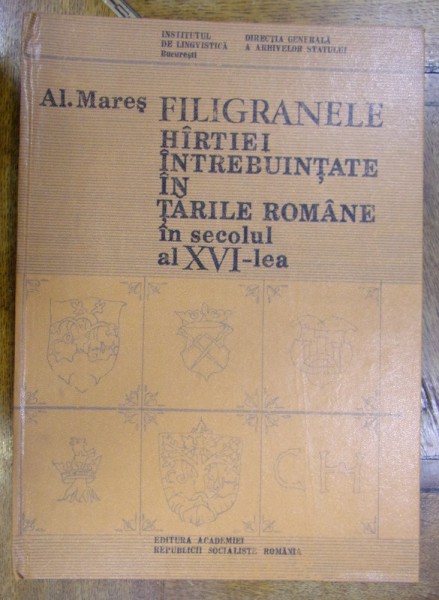 INSTITUTUL
DE LINGVISTICĂ
București
DIRECȚIA GENERALĂ
A ARHIVELOR STATULUI
Al. Mareș
FILIGRANELE
HÎRTIEI
ÎNTREBUINȚATE
ÎN
ȚĂRILE ROMÂNE
în secolul
al XVI-lea
C H
EDITURA ACADEMIEI
REPUBLICII SOCIALISTE ROMÂNIA